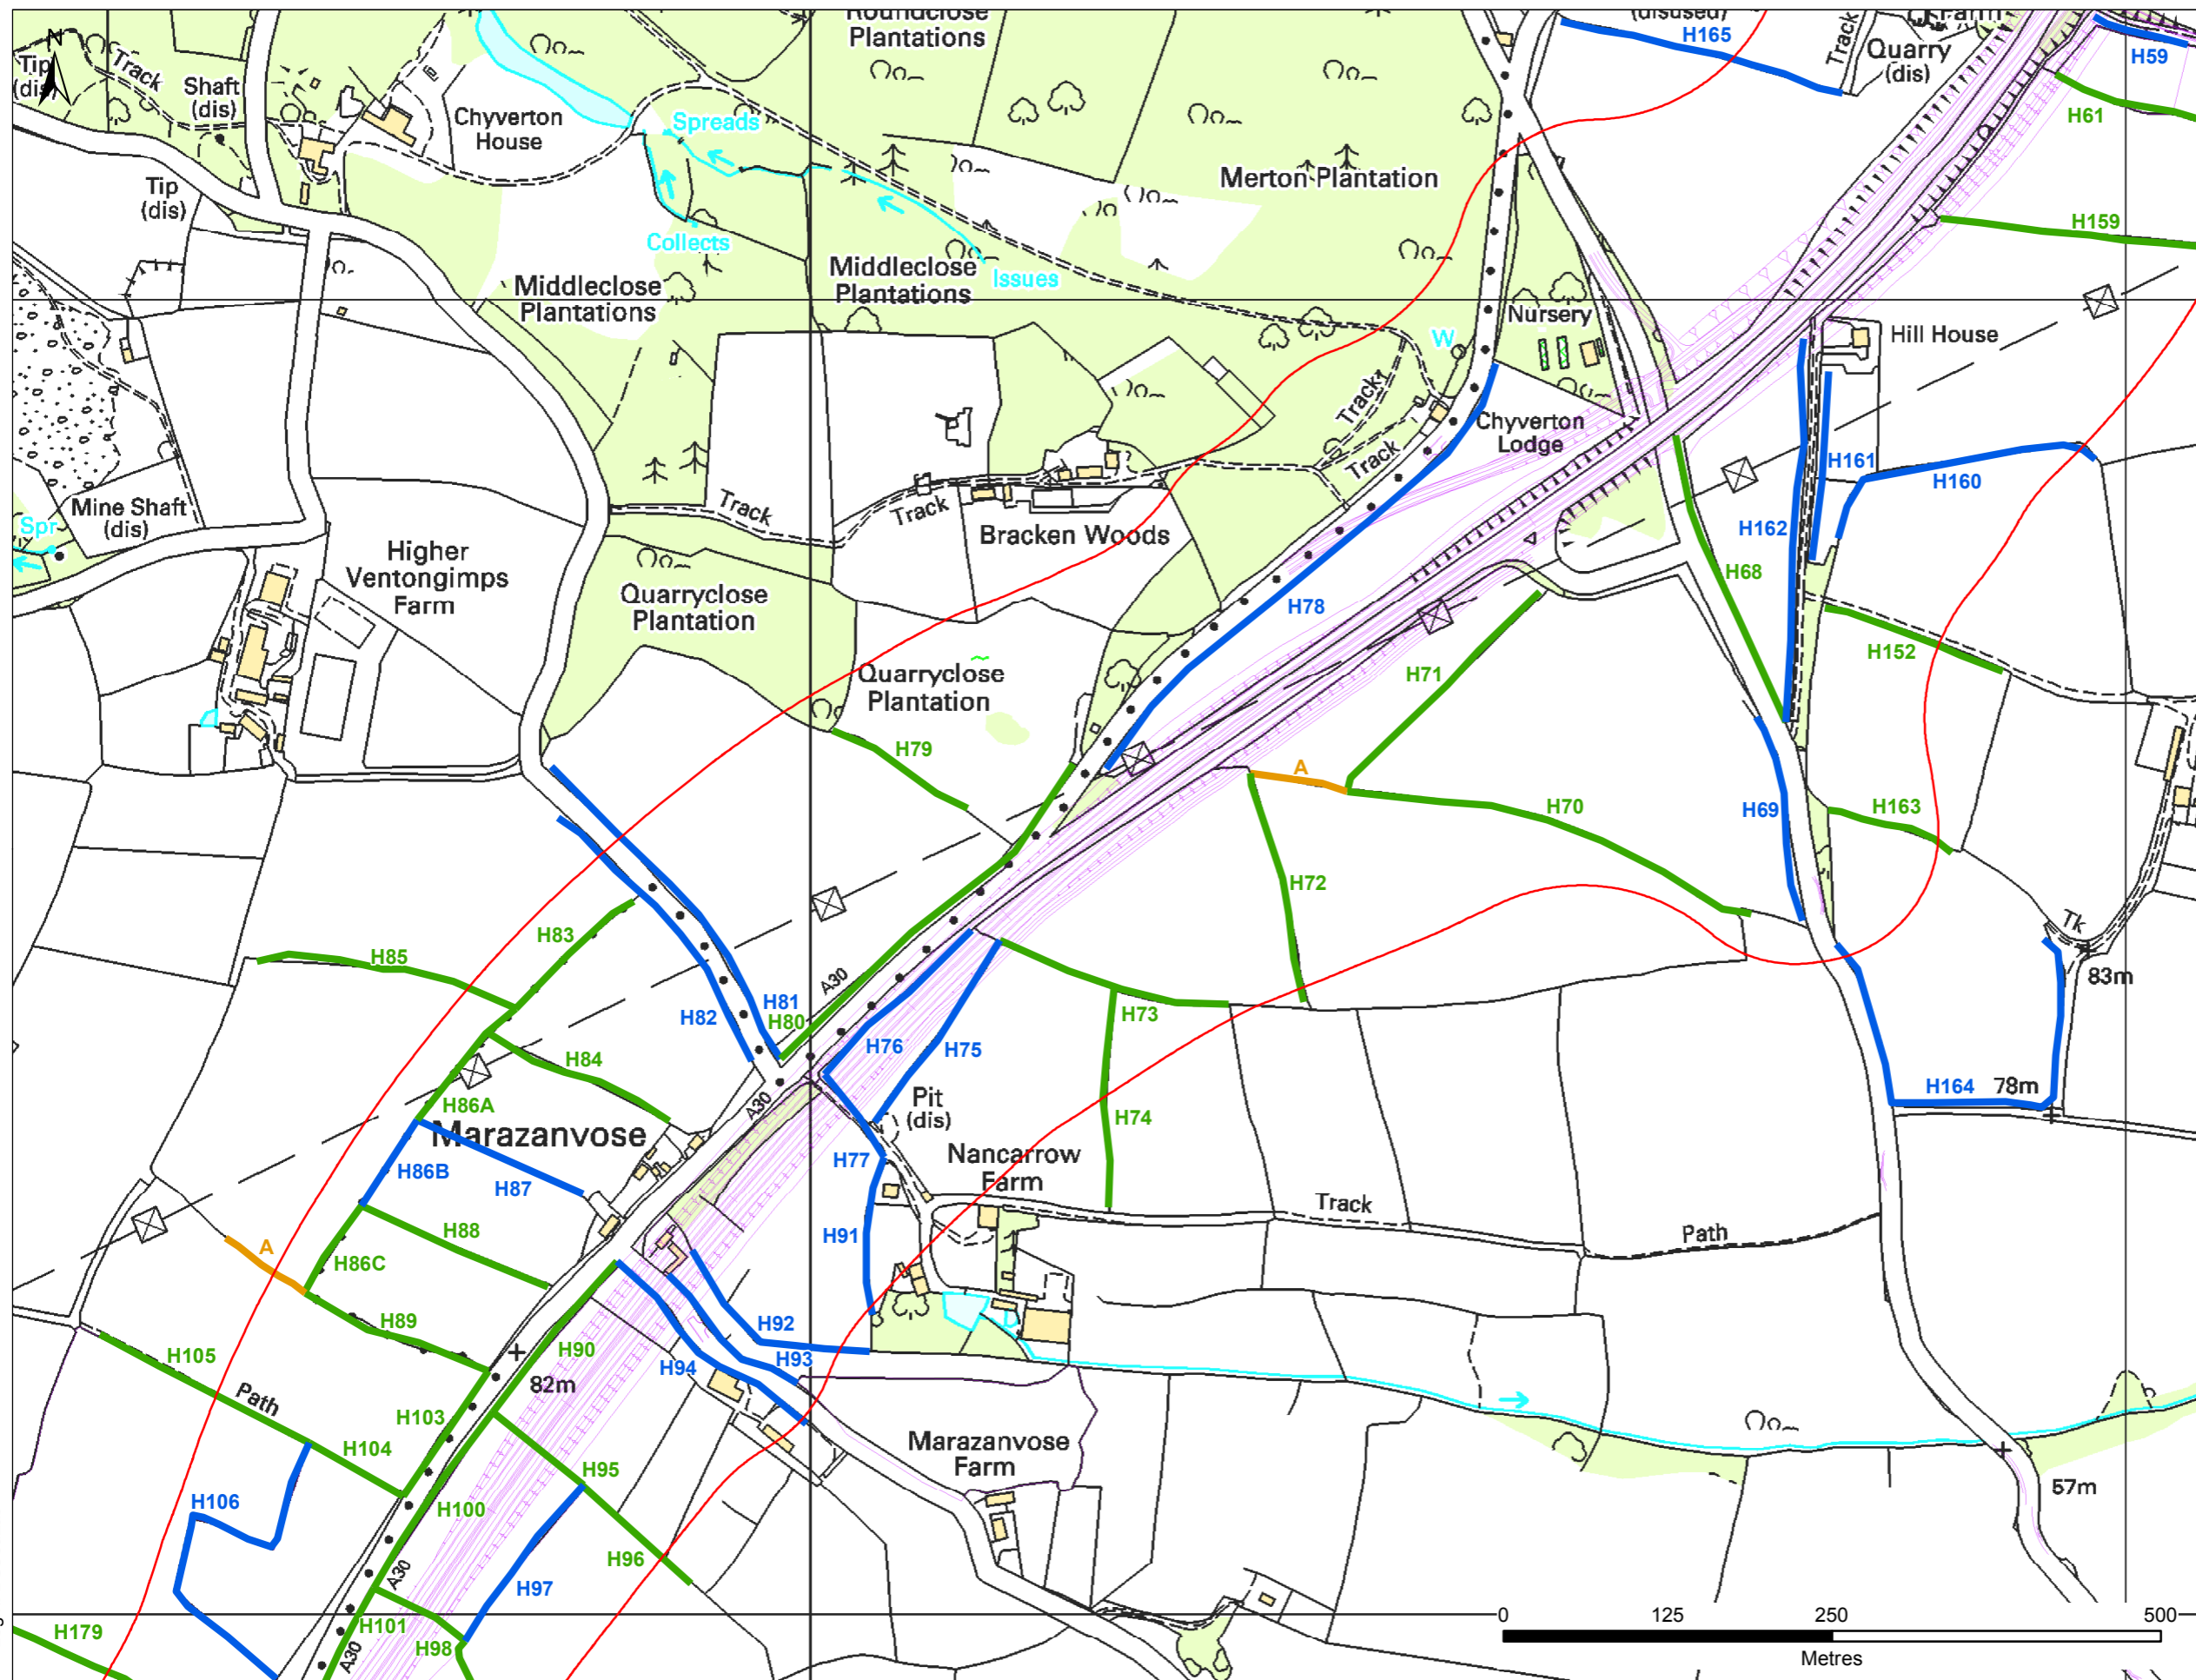 Roundclose
Plantations
(disused)
H165
Track
Farm
Quarry
(dis)
H59
N
Tip
(dis)
Track
Shaft
(dis)
Chyverton
House
Spreads
H61
Merton Plantation
Tip
(dis)
Collects
H159
Middleclose
Plantations
Middleclose
Plantations
Issues
Nursery
W
Hill House
Track
Chyverton
Lodge
Track
H161
H160
Mine Shaft
(dis)
Spr
Track
Track
Bracken Woods
H162
Higher
Ventongimps
Farm
Quarryclose
Plantation
H78
H68
H152
Quarryclose
Plantation
H71
H79
A
H70
H69
H163
H72
H83
H85
Tk
83m
A30
H81
H82
H80
H73
H76
H75
H84
H86A
A30
Pit
(dis)
H74
H164
78m
Marazanvose
H86B
H87
H77
Nancarrow
Farm
Track
Path
H88
H91
A
H86C
H89
H92
H90
H93
H94
H105
Path
82m
H103
H104
Marazanvose
Farm
H95
57m
H106
H100
H96
A30
H97
H179
H101
H98
A30
0
125
250
500
Metres